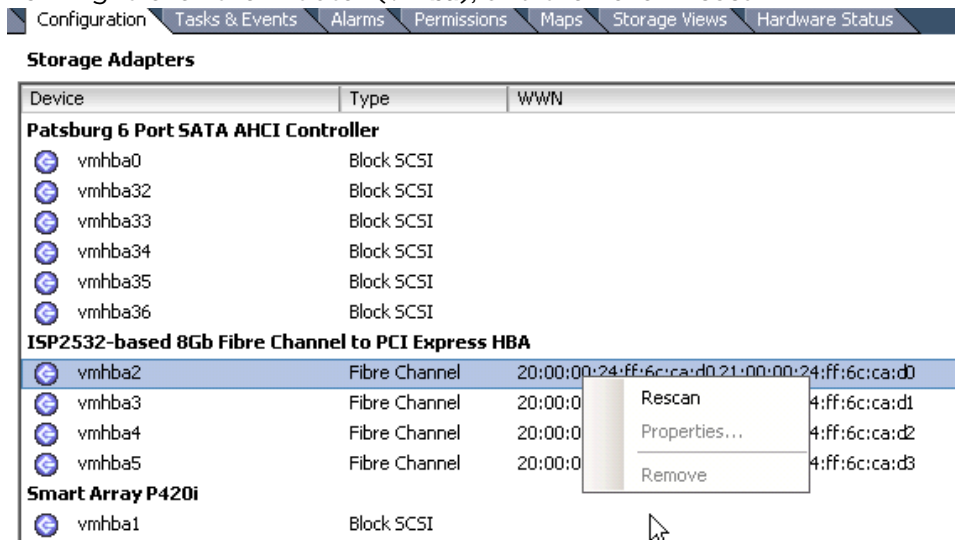 Configuration Tasks & Events Alarms Permissions Maps Storage Views Hardware Status
Storage Adapters
Device Type WWN
Patsburg 6 Port SATA AHCI Controller
vmhba0 Block SCSI
vmhba32 Block SCSI
vmhba33 Block SCSI
vmhba34 Block SCSI
vmhba35 Block SCSI
vmhba36 Block SCSI
ISP2532-based 8Gb Fibre Channel to PCI Express HBA
vmhba2 Fibre Channel 20:00:00:24:ff:6c:ca:d0 21:00:00:24:ff:6c:ca:d0
vmhba3 Fibre Channel 20:00:0 4:ff:6c:ca:d1
vmhba4 Fibre Channel 20:00:0 4:ff:6c:ca:d2
vmhba5 Fibre Channel 20:00:0 4:ff:6c:ca:d3
Rescan
Properties...
Remove
Smart Array P420i
vmhba1 Block SCSI